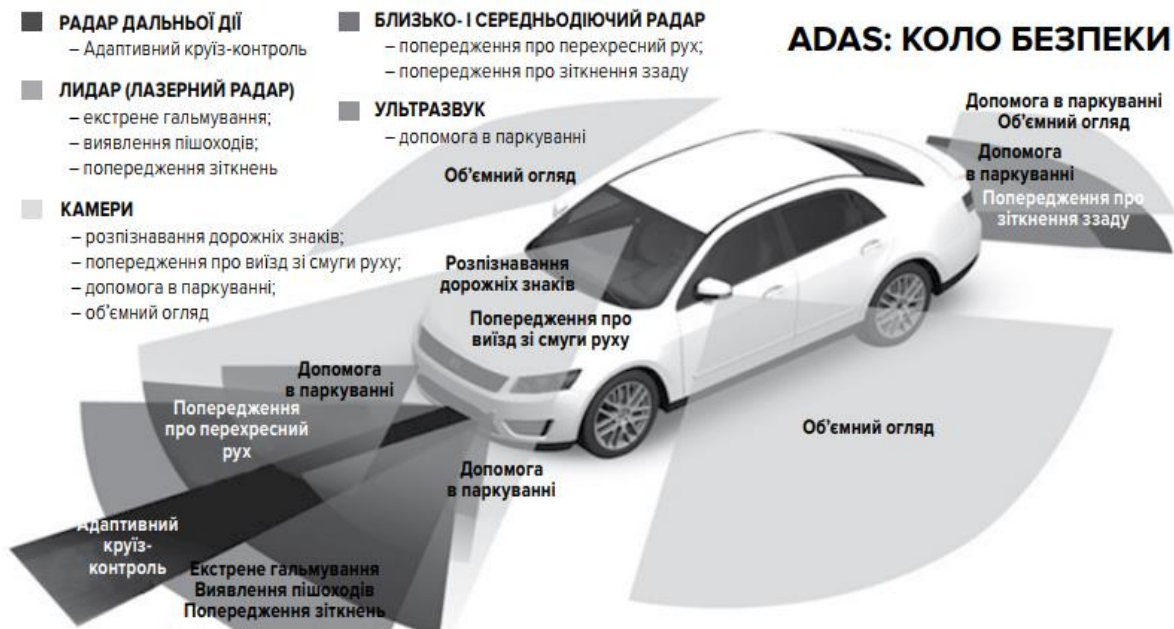 РАДАР ДАЛЬНЬОЇ ДІЇ
– Адаптивний круїз-контроль
ЛИДАР (ЛАЗЕРНИЙ РАДАР)
– екстрене гальмування;
– виявлення пішоходів;
– попередження зіткнень
КАМЕРИ
– розпізнавання дорожніх знаків;
– попередження про виїзд зі смуги руху;
– допомога в паркуванні;
– об’ємний огляд
БЛИЗЬКО- І СЕРЕДНЬОДІЮЧИЙ РАДАР
– попередження про перехресний рух;
– попередження про зіткнення ззаду
УЛЬТРАЗВУК
– допомога в паркуванні
ADAS: КОЛО БЕЗПЕКИ
Допомога в паркуванні
Об’ємний огляд
Допомога
в паркуванні
Попередження про
зіткнення ззаду
Об’ємний огляд
Розпізнавання
дорожніх знаків
Попередження про
виїзд зі смуги руху
Допомога
в паркуванні
Попередження
про перехресний
рух
Об’ємний огляд
Допомога
в паркуванні
Адаптивний
круїз-
контроль
Екстрене гальмування
Виявлення пішоходів
Попередження зіткнень